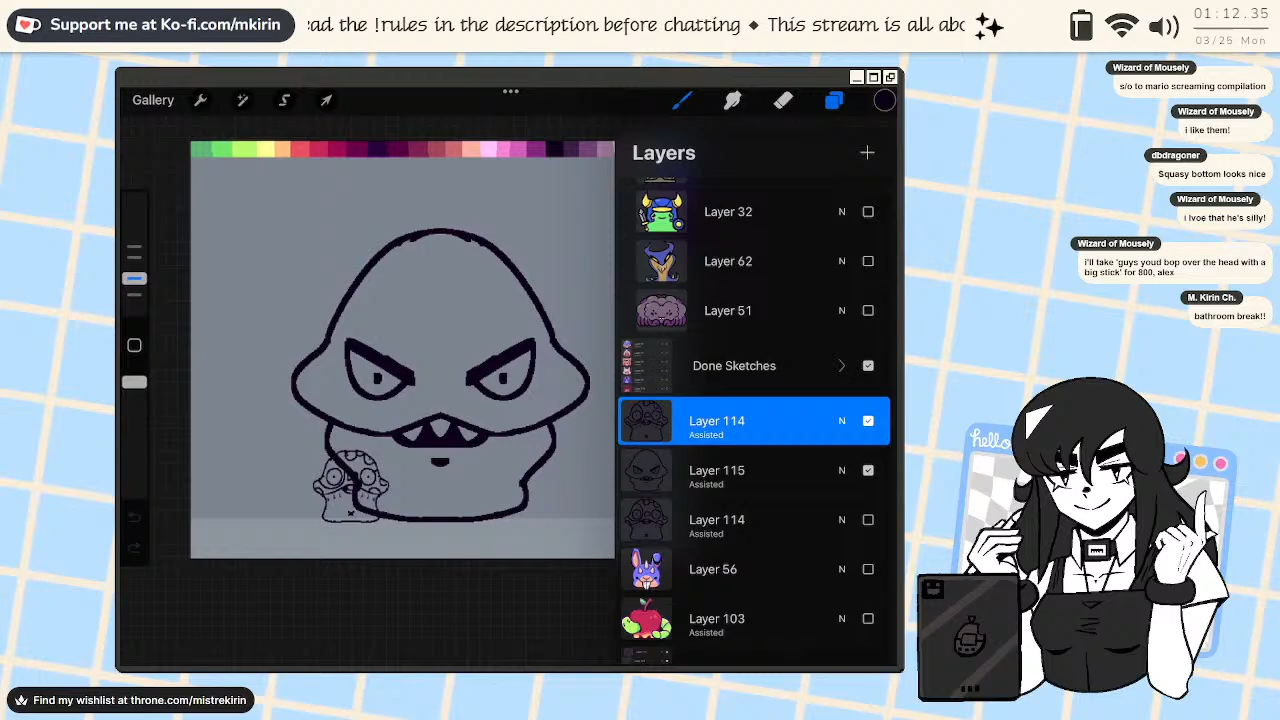 Support me at Ko-fi.com/mkirin
ead the !rules in the description before chatting ◆ This stream is all abo
01:12.35
03/25 Mon
Wizard of Mousely
s/o to mario screaming compilation
Wizard of Mousely
i like them!
dbdragoner
Squasy bottom looks nice
Wizard of Mousely
i lvoe that he's silly!
Wizard of Mousely
i'll take 'guys youd bop over the head with a
big stick' for 800, alex
M. Kirin Ch.
bathroom break!!
Gallery
Layers
Layer 32 N
Layer 62 N
Layer 51 N
Done Sketches
Layer 114 N
Assisted
Layer 115 N
Assisted
Layer 114 N
Assisted
Layer 56 N
Layer 103 N
Assisted
hello
Find my wishlist at throne.com/mistrekirin